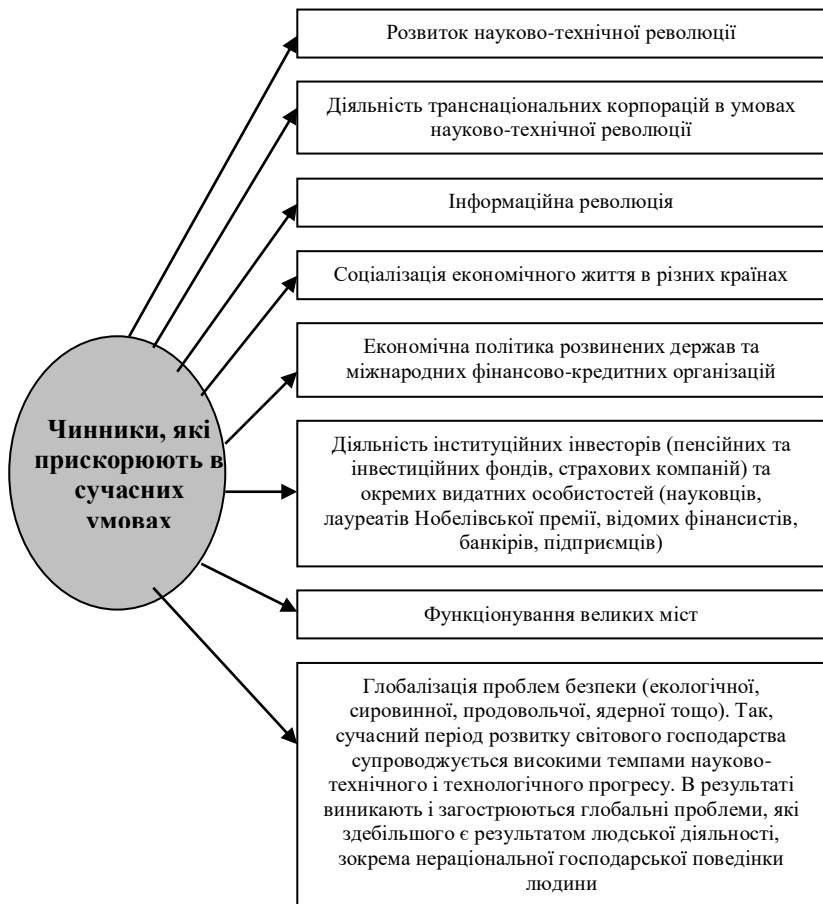 Розвиток науково-технічної революції
Діяльність транснаціональних корпорацій в умовах
науково-технічної революції
Інформаційна революція
Соціалізація економічного життя в різних країнах
Економічна політика розвинених держав та
міжнародних фінансово-кредитних організацій
Чинники, які
прискорюють в
сучасних
умовах
Діяльність інституційних інвесторів (пенсійних та
інвестиційних фондів, страхових компаній) та
окремих видатних особистостей (науковців,
лауреатів Нобелівської премії, відомих фінансистів,
банкірів, підприємців)
Функціонування великих міст
Глобалізація проблем безпеки (екологічної,
сировинної, продовольчої, ядерної тощо). Так,
сучасний період розвитку світового господарства
супроводжується високими темпами науково-
технічного і технологічного прогресу. В результаті
виникають і загострюються глобальні проблеми, які
здебільшого є результатом людської діяльності,
зокрема нераціональної господарської поведінки
людини